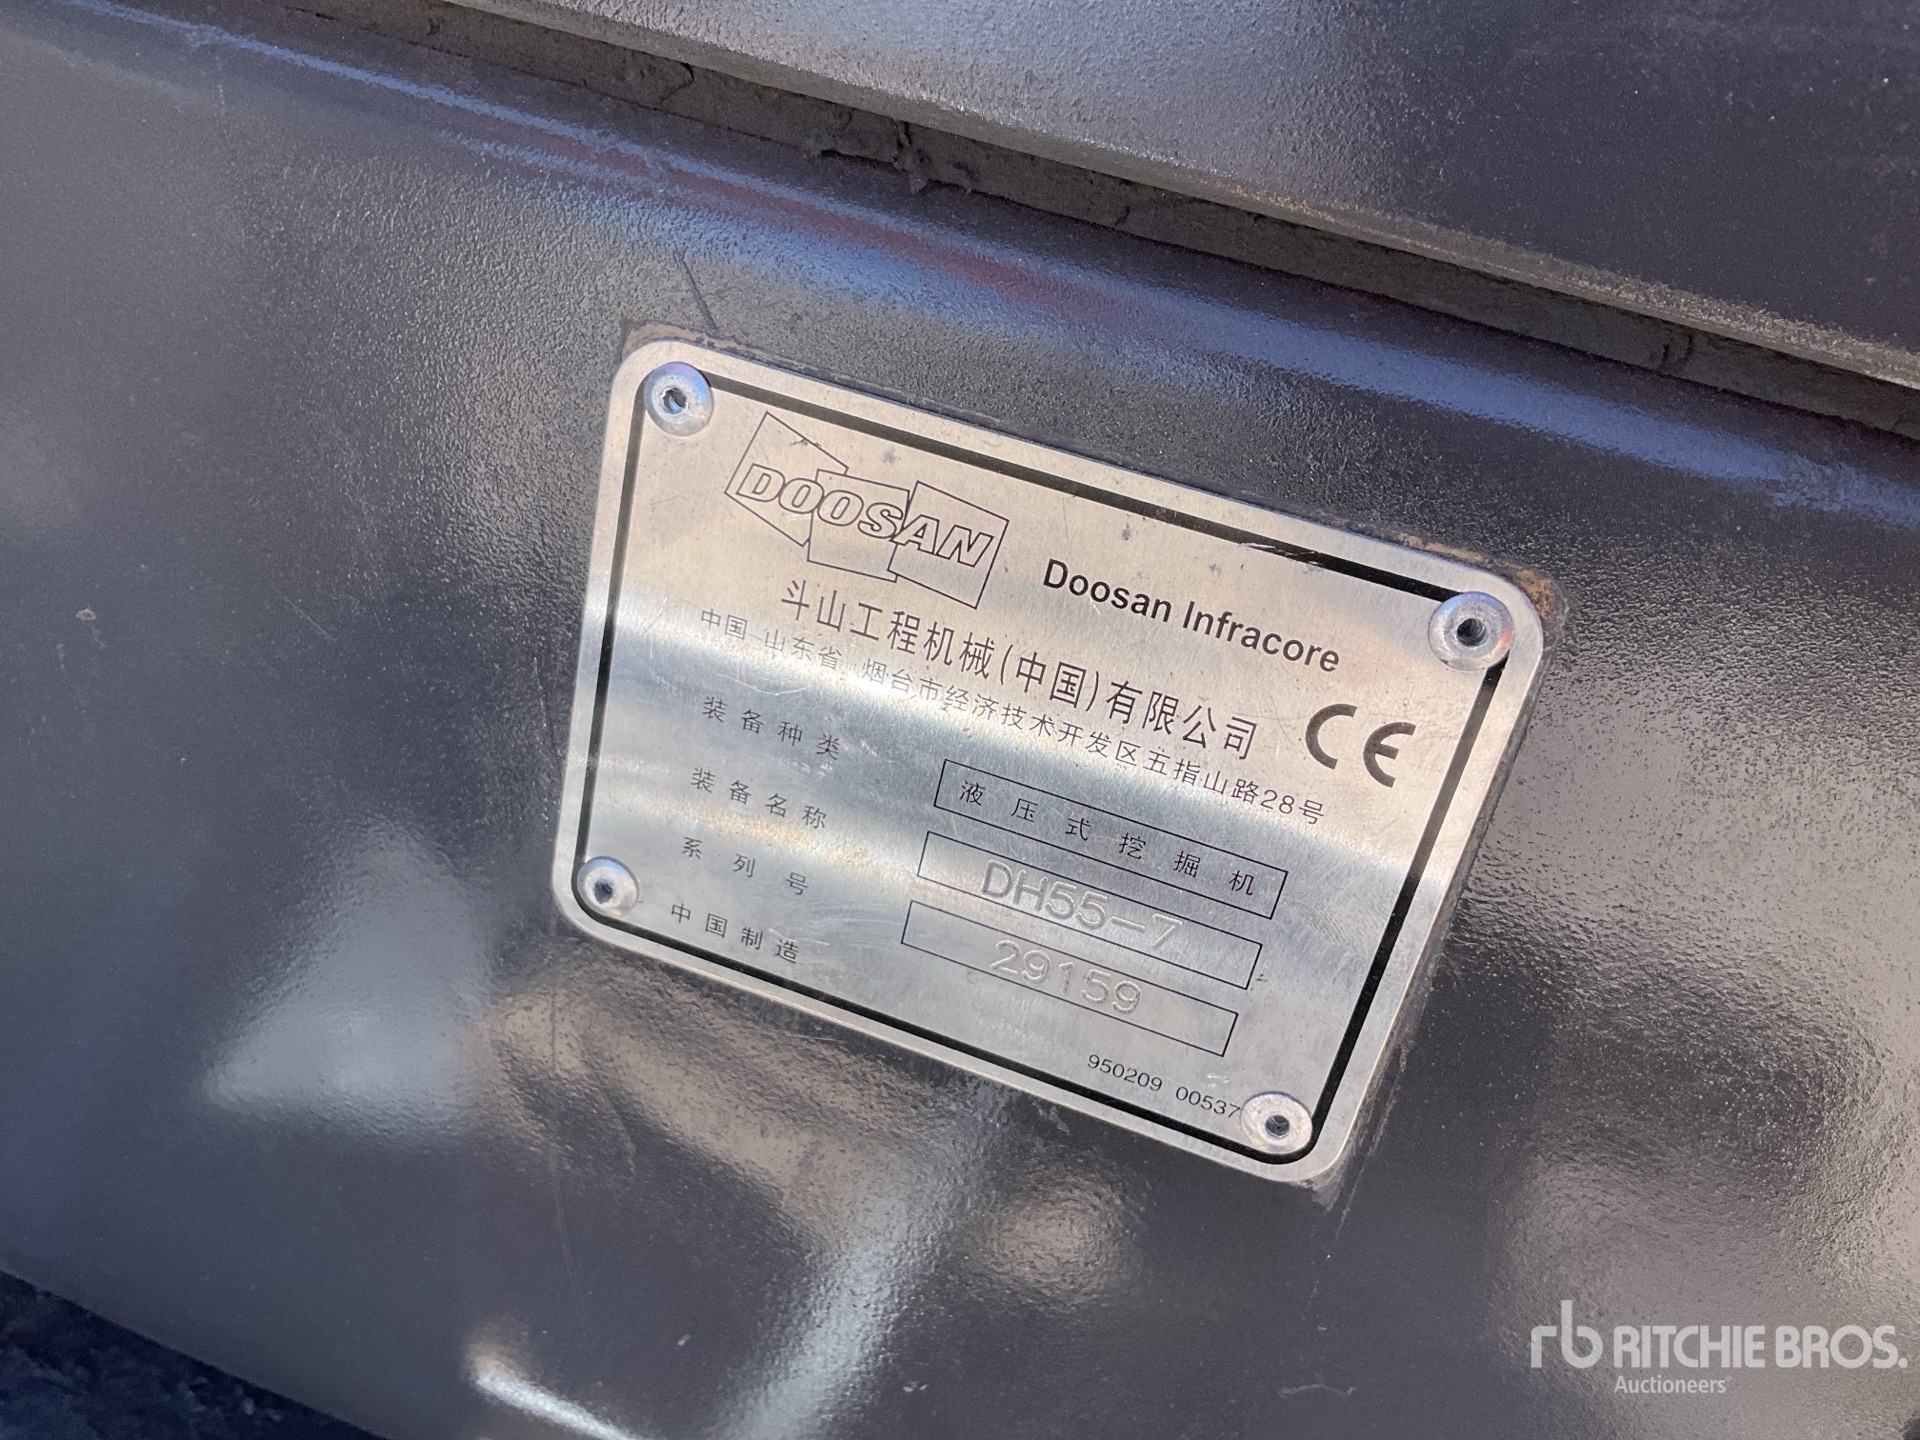 DOOSAN
Doosan Infracore
斗山工程机械(中国)有限公司
中国 山东省 烟台市经济技术开发区五指山路28号
CE
装备种类 液压式挖掘机
装备名称 DH55-7
系列号 29159
中国制造
950209 00537
rb RITCHIE BROS.
Auctioneers